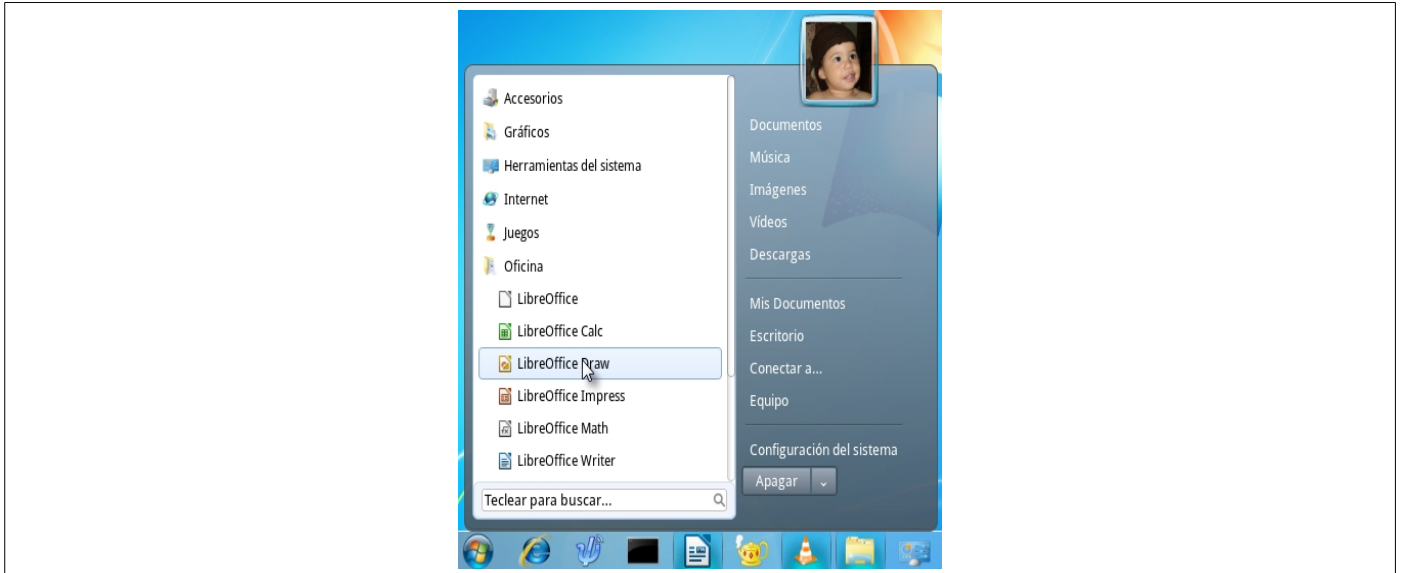 Accesorios
Gráficos
Herramientas del sistema
Internet
Juegos
Oficina
LibreOffice
LibreOffice Calc
LibreOffice Draw
LibreOffice Impress
LibreOffice Math
LibreOffice Writer
Teclear para buscar...
Documentos
Música
Imágenes
Vídeos
Descargas
Mis Documentos
Escritorio
Conectar a...
Equipo
Configuración del sistema
Apagar